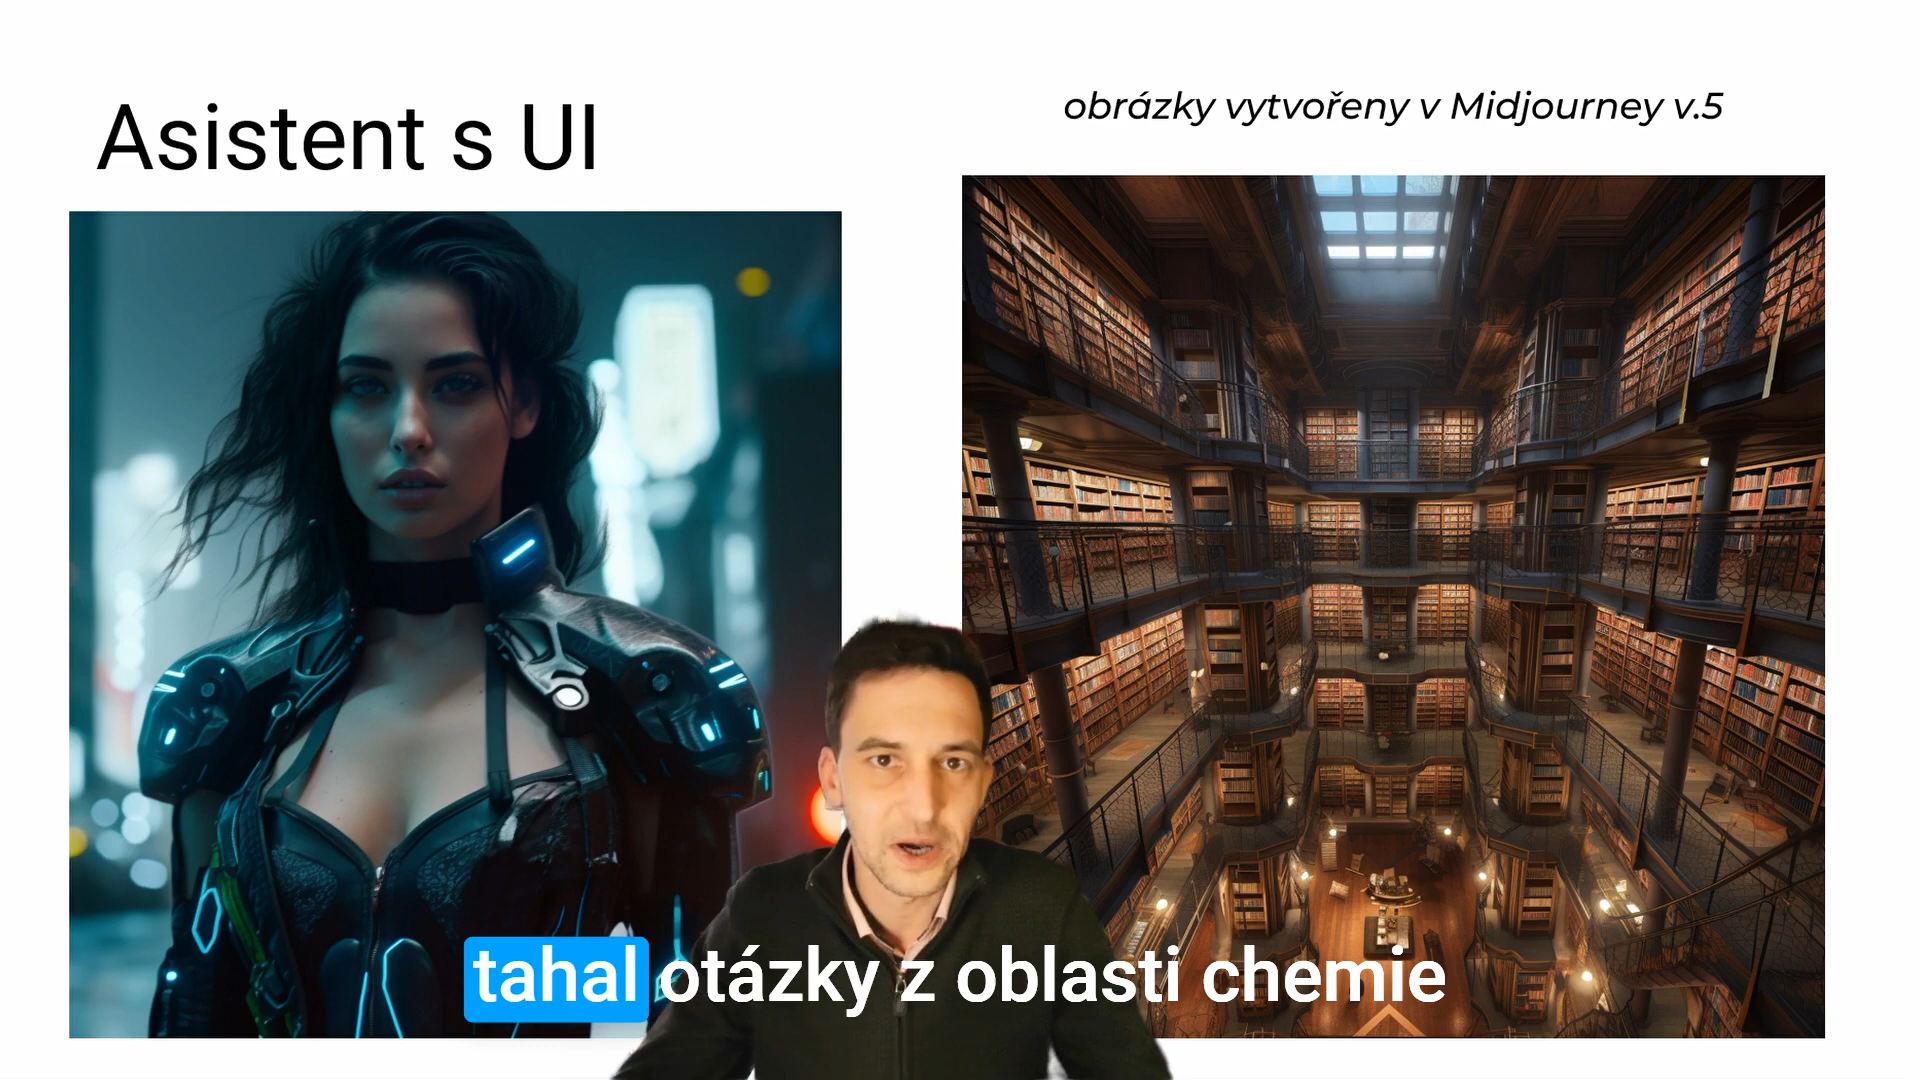 Asistent s UI
obrázky vytvořeny v Midjourney v.5
tahal otázky z oblasti chemie